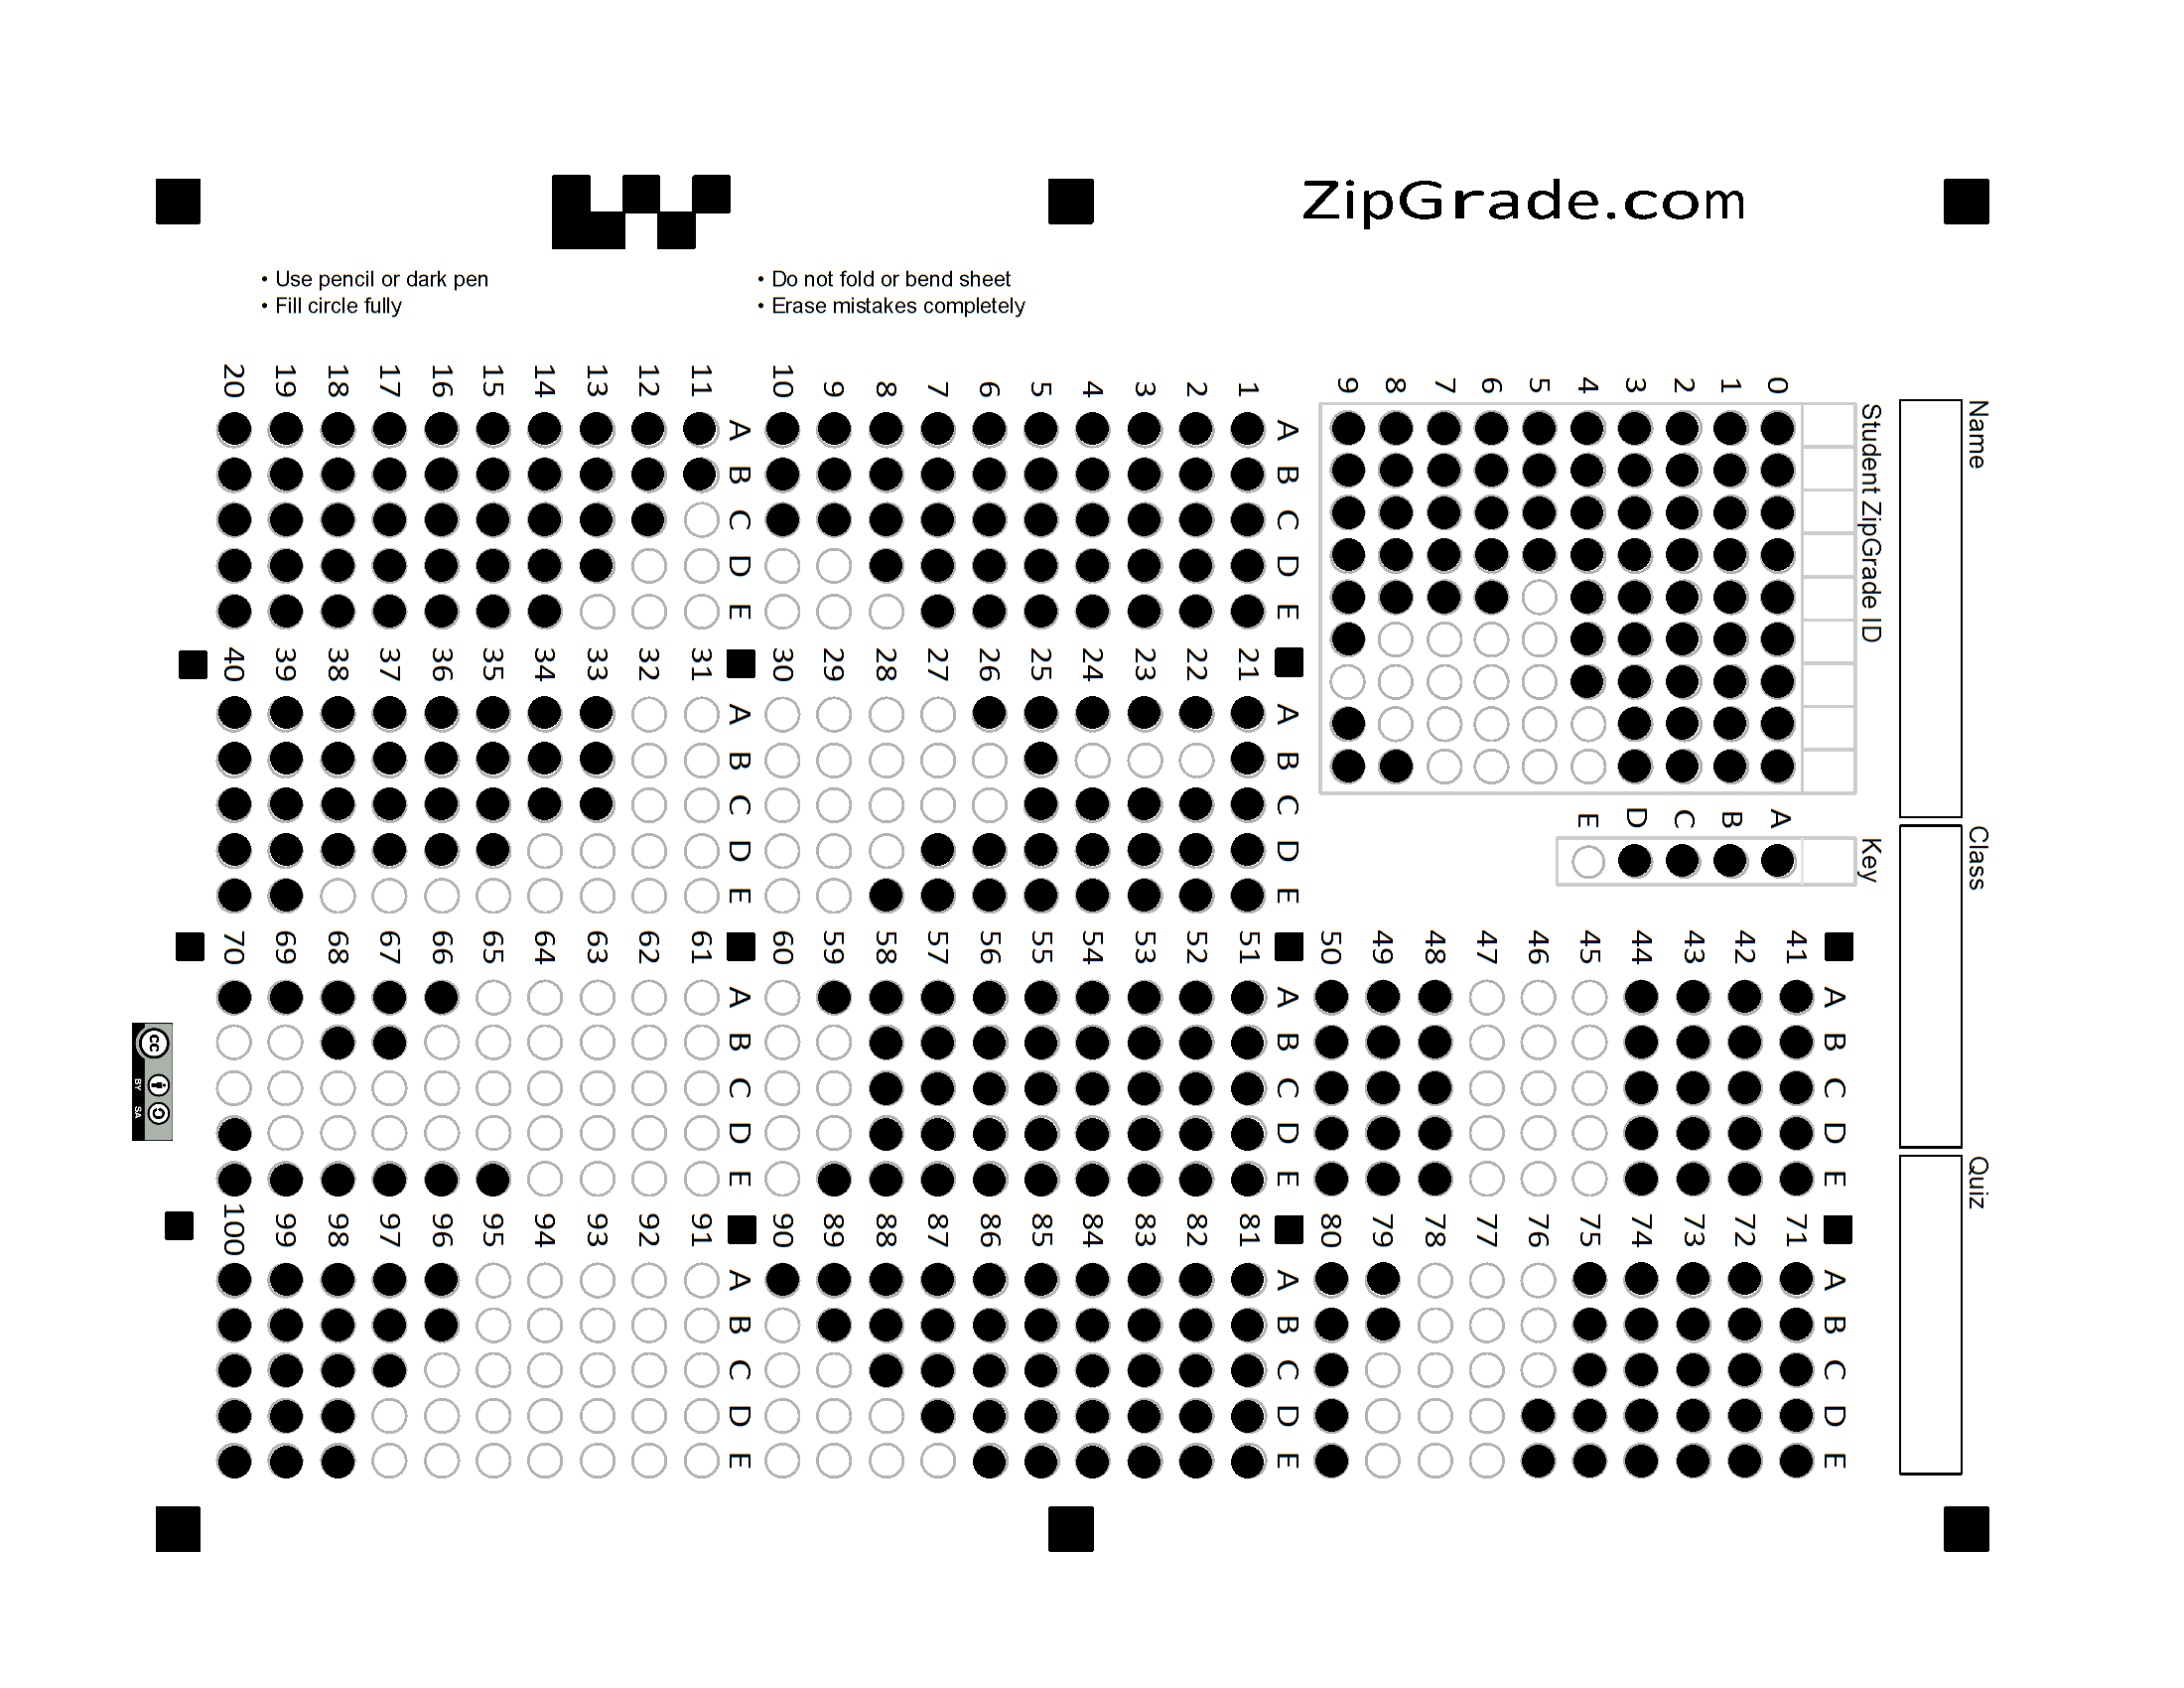 ZipGrade.com
• Use pencil or dark pen
• Fill circle fully
• Do not fold or bend sheet
• Erase mistakes completely
Name
Class
Quiz
Student ZipGrade ID
0 1 2 3 4 5 6 7 8 9
Key
A B C D E
A B C D E
1 2 3 4 5 6 7 8 9 10
A B C D E
11 12 13 14 15 16 17 18 19 20
A B C D E
21 22 23 24 25 26 27 28 29 30
A B C D E
31 32 33 34 35 36 37 38 39 40
A B C D E
41 42 43 44 45 46 47 48 49 50
A B C D E
51 52 53 54 55 56 57 58 59 60
A B C D E
61 62 63 64 65 66 67 68 69 70
A B C D E
71 72 73 74 75 76 77 78 79 80
A B C D E
81 82 83 84 85 86 87 88 89 90
A B C D E
91 92 93 94 95 96 97 98 99 100
cc BY SA